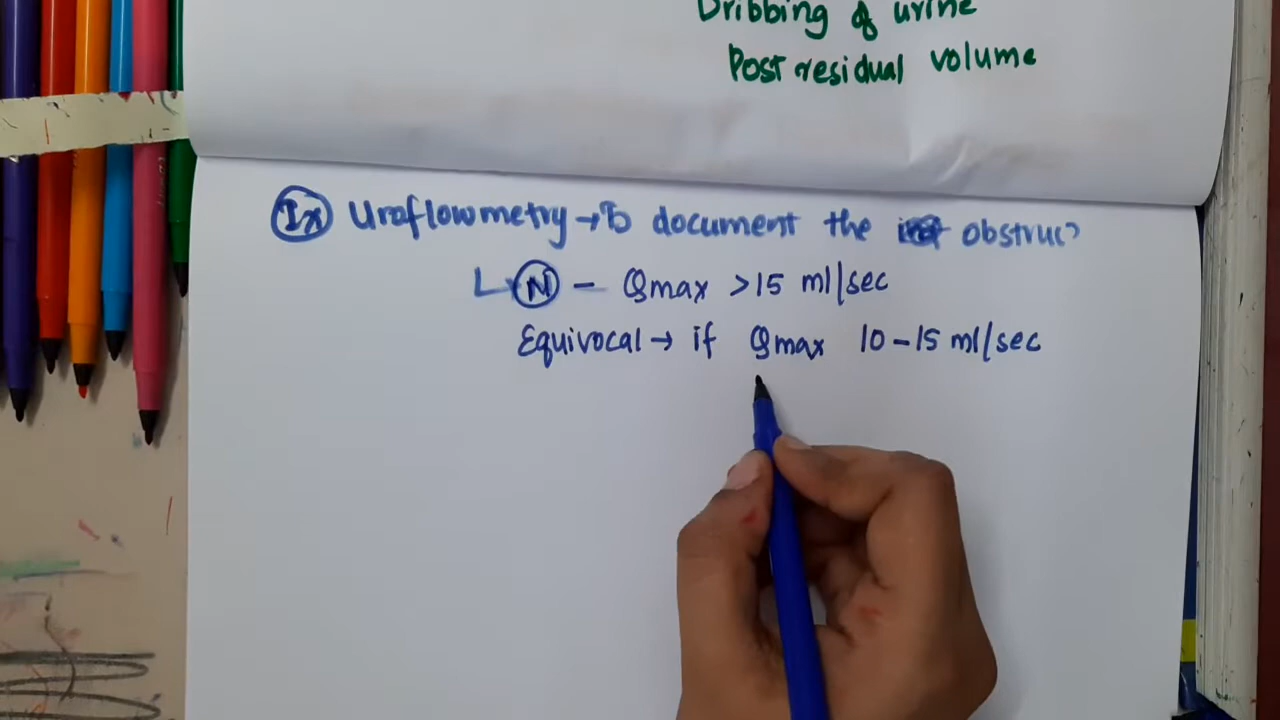 Dribbing of urine
Post residual volume
Ix Uroflowmetry → To document the obstruc
N - Qmax >15 ml/sec
Equivocal → if Qmax 10-15 ml/sec